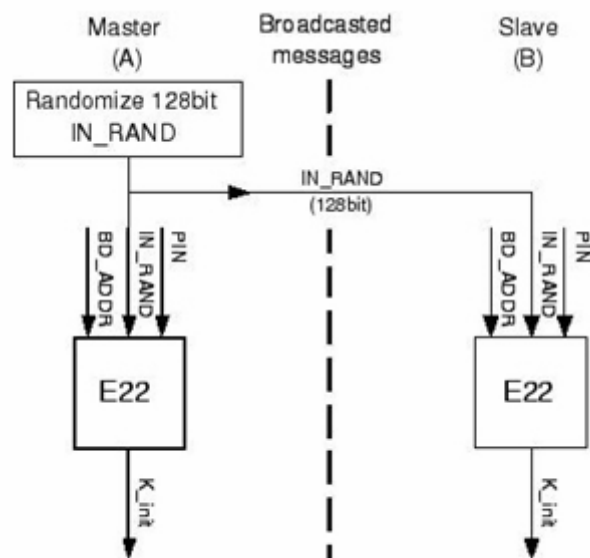 Master
(A)
Broadcasted
messages
Slave
(B)
Randomize 128bit
IN_RAND
IN_RAND
(128bit)
BD_ADDR
IN_RAND
PIN
BD_ADDR
IN_RAND
PIN
E22
E22
K_init
K_init